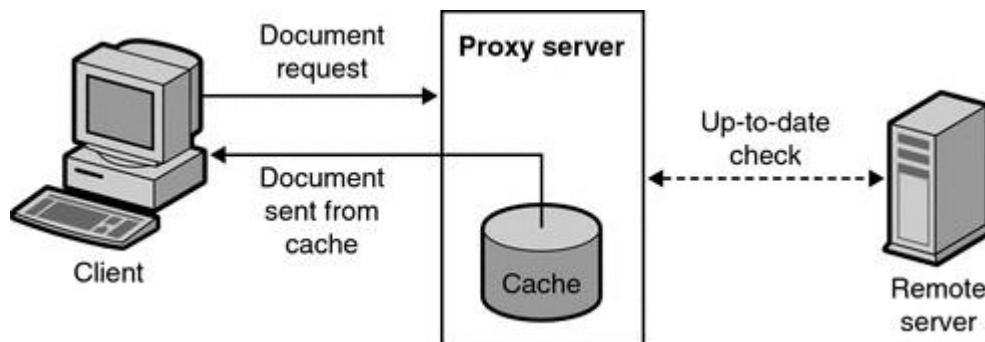 Document
request
Proxy server
Up-to-date
check
Document
sent from
cache
Client
Cache
Remote
server